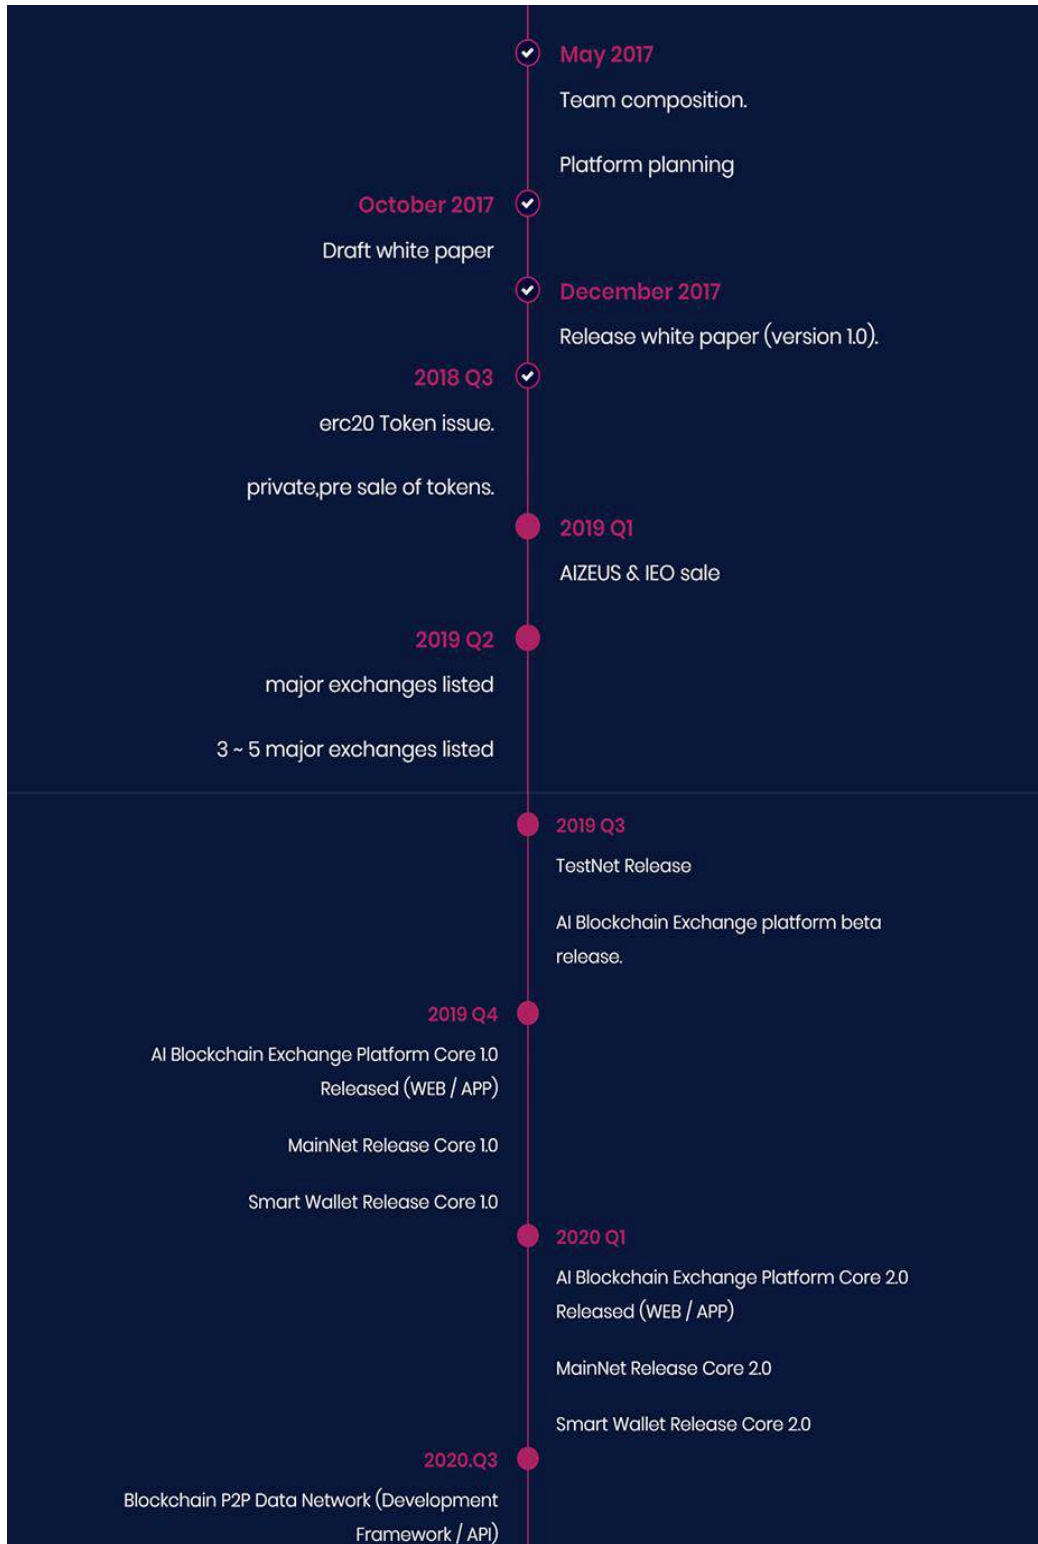 May 2017
Team composition.
Platform planning
October 2017
Draft white paper
December 2017
Release white paper (version 1.0).
2018 Q3
erc20 Token issue.
private,pre sale of tokens.
2019 Q1
AIZEUS & IEO sale
2019 Q2
major exchanges listed
3 ~ 5 major exchanges listed
2019 Q3
TestNet Release
AI Blockchain Exchange platform beta
release.
2019 Q4
AI Blockchain Exchange Platform Core 1.0
Released (WEB / APP)
MainNet Release Core 1.0
Smart Wallet Release Core 1.0
2020 Q1
AI Blockchain Exchange Platform Core 2.0
Released (WEB / APP)
MainNet Release Core 2.0
Smart Wallet Release Core 2.0
2020.Q3
Blockchain P2P Data Network (Development
Framework / API)